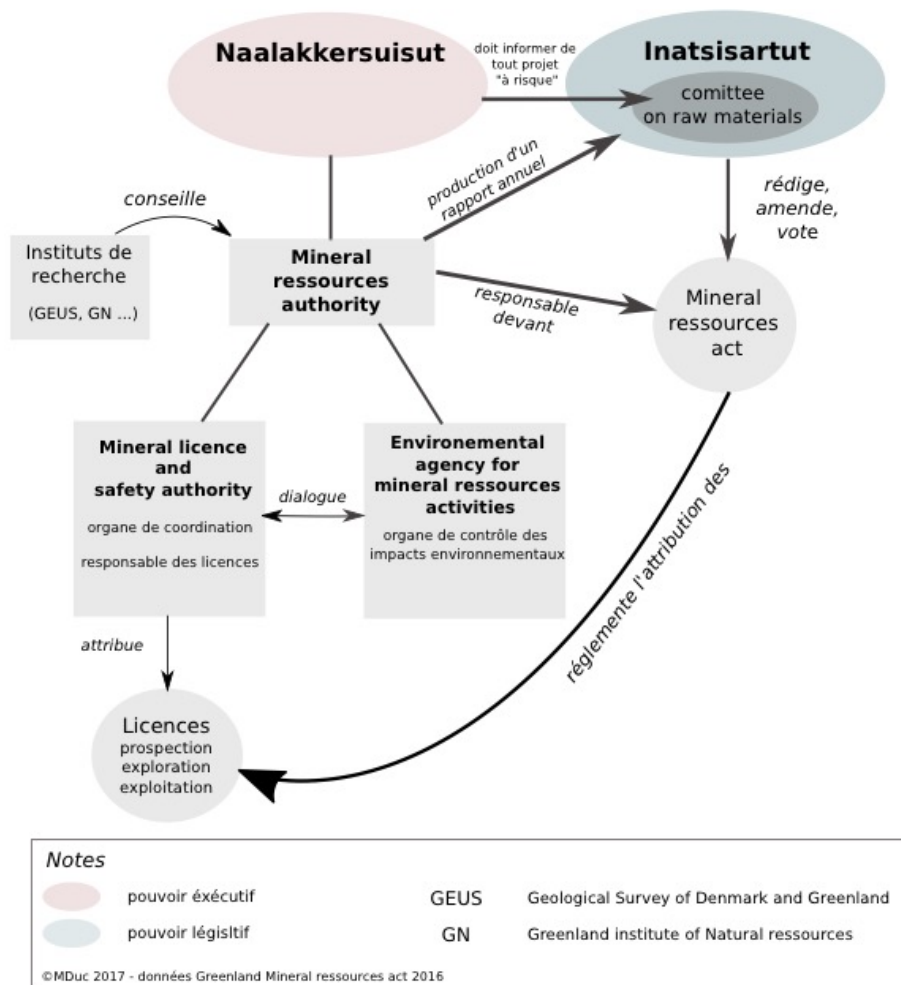 Naalakkersuisut
doit informer de
tout projet
"à risque"
Inatsisartut
comittee
on raw materials
production d'un
rapport annuel
rédige,
amende,
vote
conseille
Instituts de
recherche
(GEUS, GN ...)
Mineral
ressources
authority
responsable
devant
Mineral
ressources
act
Mineral licence
and
safety authority
organe de coordination
responsable des licences
dialogue
Environemental
agency for
mineral ressources
activities
organe de contrôle des
impacts environnementaux
réglemente l'attribution des
attribue
Licences
prospection
exploration
exploitation
Notes
pouvoir éxécutif
GEUS
Geological Survey of Denmark and Greenland
pouvoir législtif
GN
Greenland institute of Natural ressources
©MDuc 2017 - données Greenland Mineral ressources act 2016